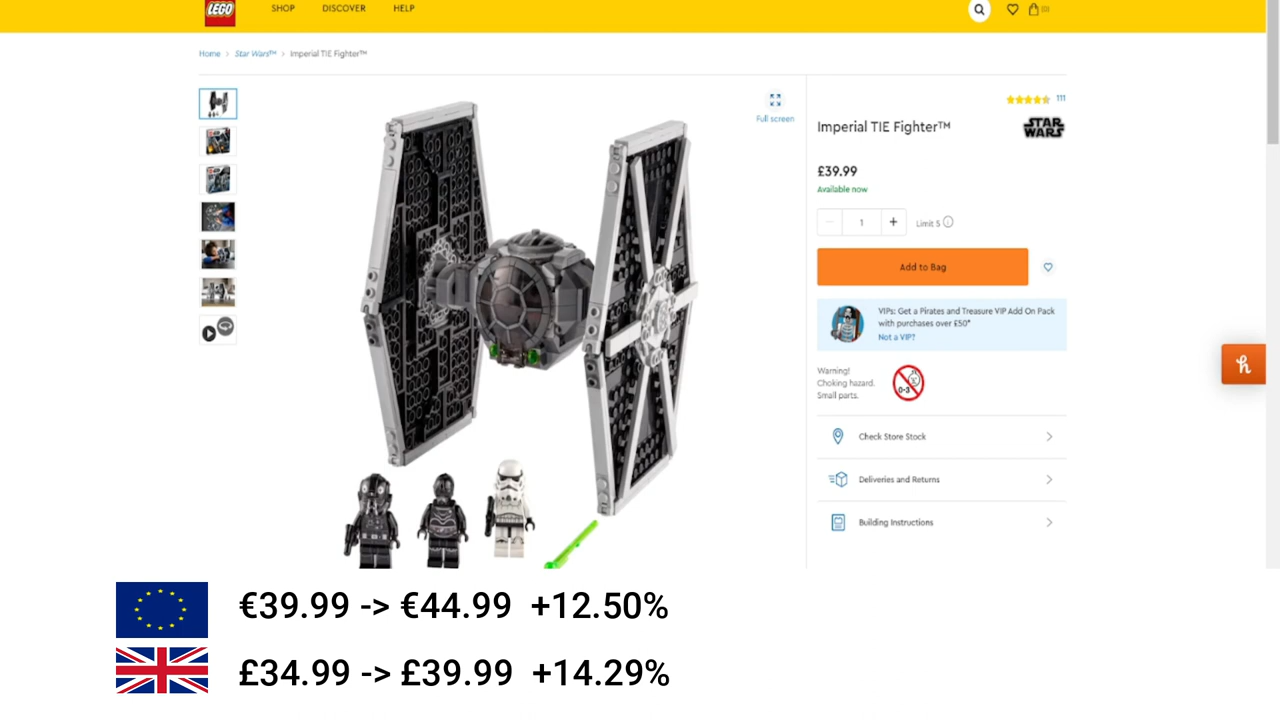 LEGO
SHOP DISCOVER HELP
Home > Star Wars™ > Imperial TIE Fighter™
Full screen
111
Imperial TIE Fighter™
STAR WARS
£39.99
Available now
− 1 + Limit 5
Add to Bag
VIPs: Get a Pirates and Treasure VIP Add On Pack
with purchases over £50*
Not a VIP?
Warning!
Choking hazard.
Small parts.
0-3
Check Store Stock
Deliveries and Returns
Building Instructions
h
€39.99 -> €44.99 +12.50%
£34.99 -> £39.99 +14.29%